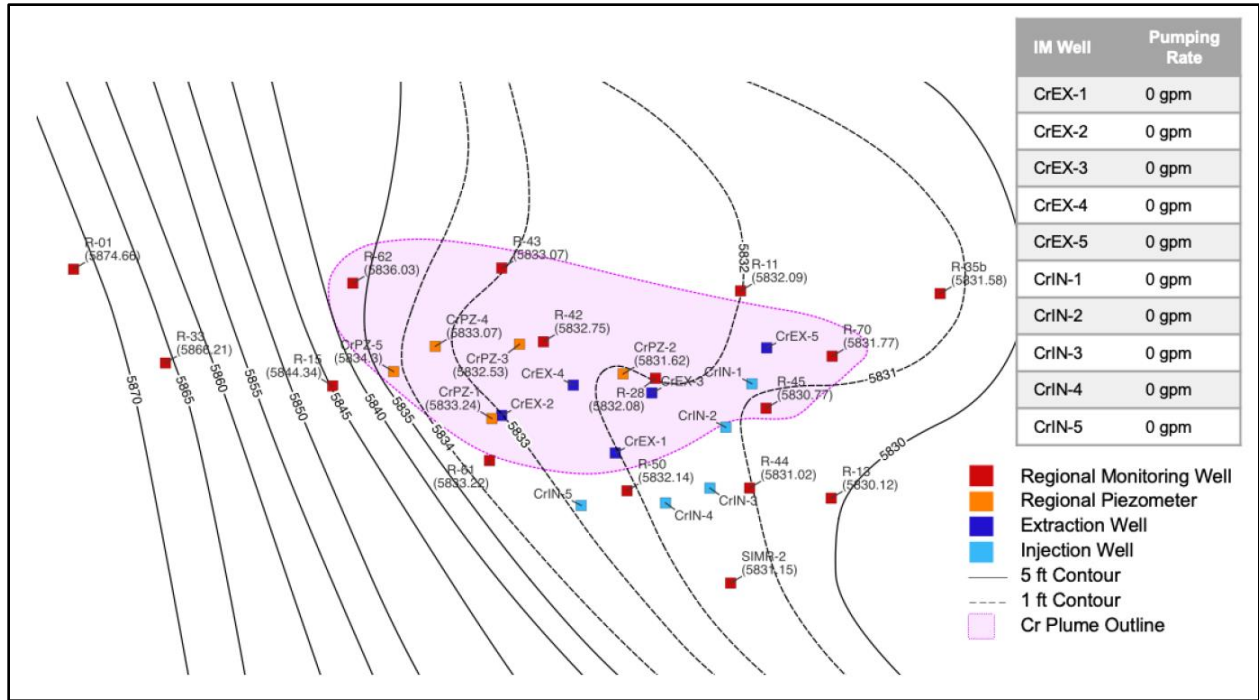 IM Well
Pumping
Rate
CrEX-1 0 gpm
CrEX-2 0 gpm
CrEX-3 0 gpm
CrEX-4 0 gpm
CrEX-5 0 gpm
CrIN-1 0 gpm
CrIN-2 0 gpm
CrIN-3 0 gpm
CrIN-4 0 gpm
CrIN-5 0 gpm
R-01
(5874.66)
R-33
(5866.21)
R-62
(5836.03)
R-43
(5833.07)
R-11
(5832.09)
R-35b
(5831.58)
5832
CrPZ-4
(5833.07)
R-42
(5832.75)
CrPZ-5
(5834.3)
CrPZ-3
(5832.53)
CrPZ-2
(5831.62)
CrEX-5
R-70
(5831.77)
R-15
(5844.34)
CrEX-4
CrEX-3
R-28
(5832.08)
CrIN-1
5831
R-45
(5830.77)
CrPZ-1
(5833.24)
CrEX-2
CrIN-2
5870
5865
5860
5855
5850
5845
5840
5835
5834
5833
CrEX-1
5830
R-61
(5833.22)
R-50
(5832.14)
R-44
(5831.02)
R-13
(5830.12)
CrIN-5
CrIN-4
CrIN-3
SIMR-2
(5831.15)
Regional Monitoring Well
Regional Piezometer
Extraction Well
Injection Well
5 ft Contour
1 ft Contour
Cr Plume Outline